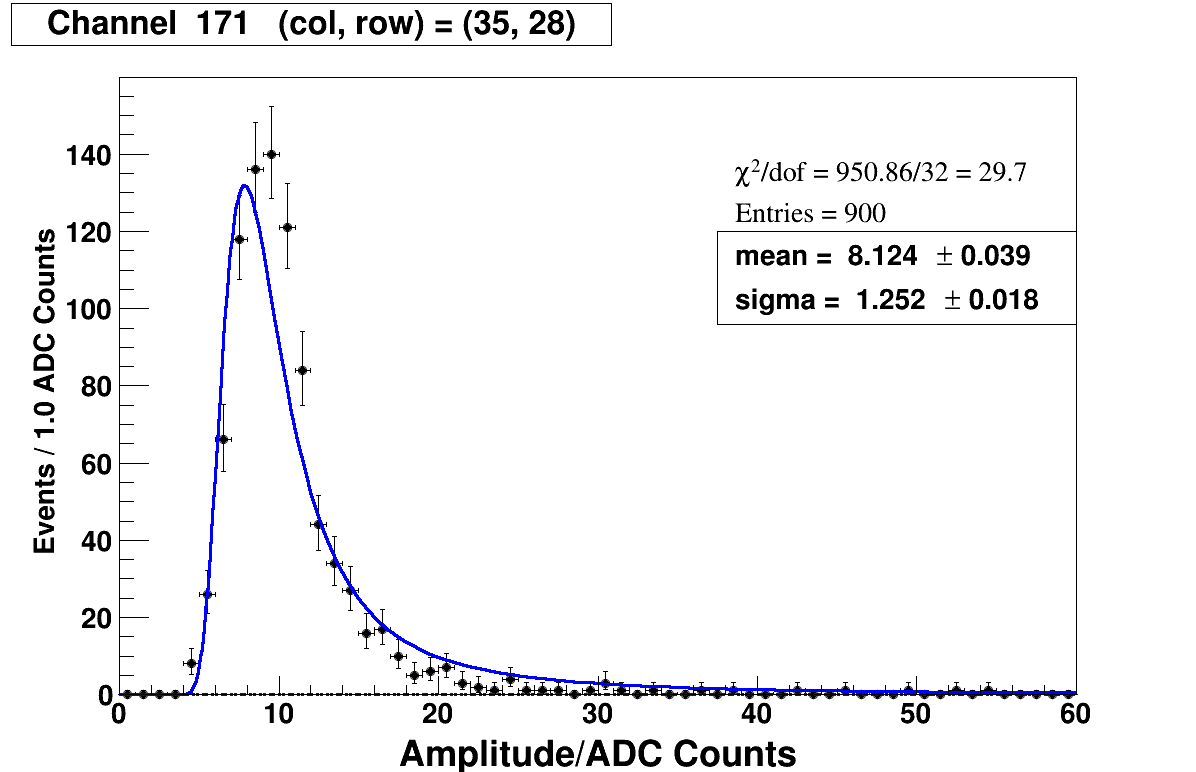 Channel 171 (col, row) = (35, 28)
140
120
100
80
60
40
20
0
Events / 1.0 ADC Counts
χ²/dof = 950.86/32 = 29.7
Entries = 900
mean = 8.124 ± 0.039
sigma = 1.252 ± 0.018
0 10 20 30 40 50 60
Amplitude/ADC Counts